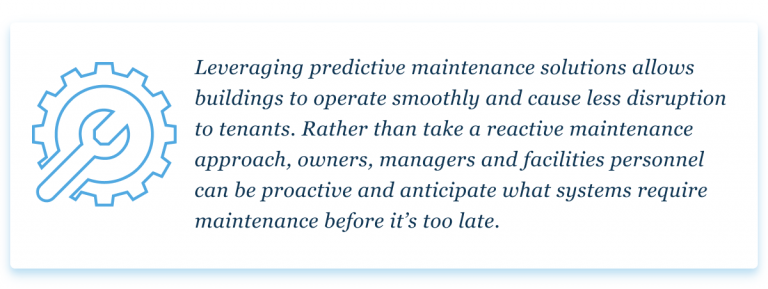 Leveraging predictive maintenance solutions allows
buildings to operate smoothly and cause less disruption
to tenants. Rather than take a reactive maintenance
approach, owners, managers and facilities personnel
can be proactive and anticipate what systems require
maintenance before it’s too late.